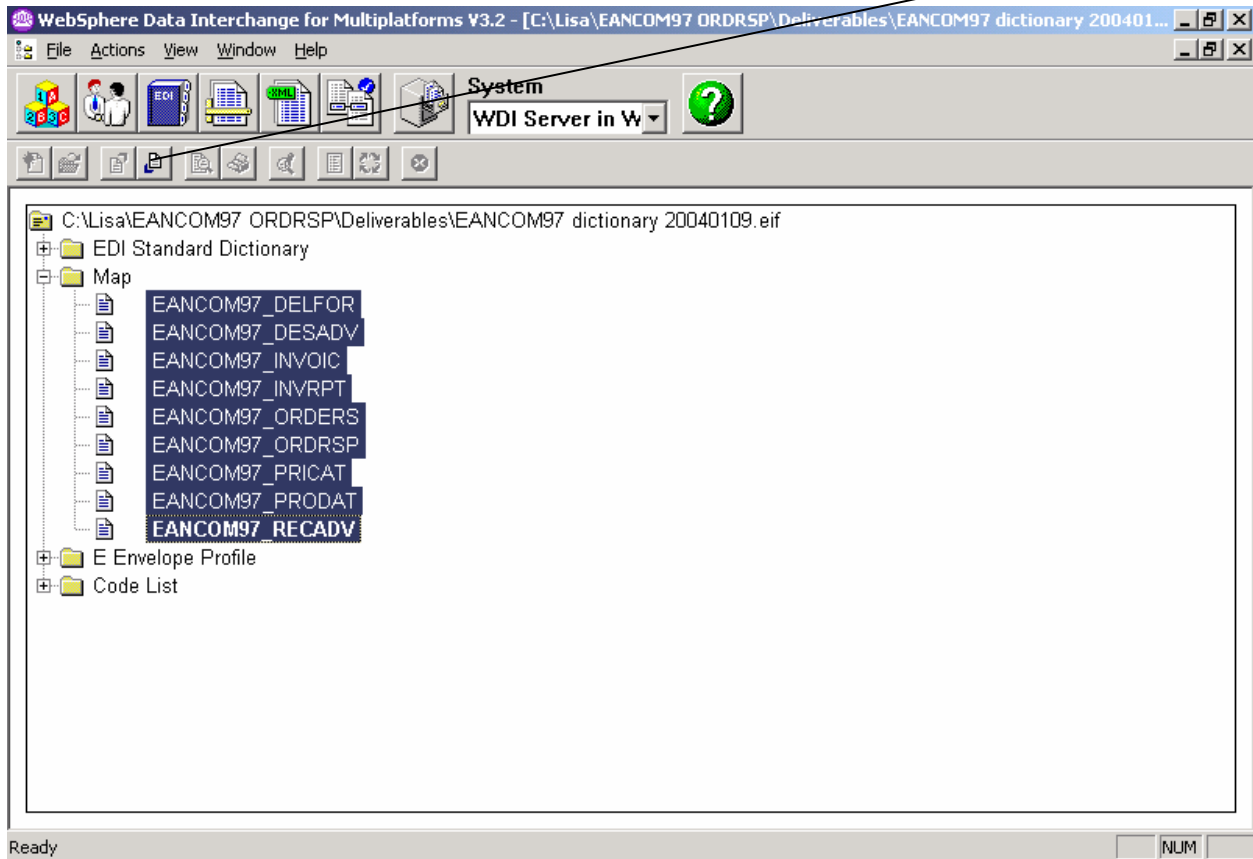 WebSphere Data Interchange for Multiplatforms V3.2 - [C:\Lisa\EANCOM97 ORDRSP\Deliverables\EANCOM97 dictionary 200401...
File Actions View Window Help
System
EDI
XML
WDI Server in W
C:\Lisa\EANCOM97 ORDRSP\Deliverables\EANCOM97 dictionary 20040109.eif
EDI Standard Dictionary
Map
EANCOM97_DELFOR
EANCOM97_DESADV
EANCOM97_INVOIC
EANCOM97_INVRPT
EANCOM97_ORDERS
EANCOM97_ORDRSP
EANCOM97_PRICAT
EANCOM97_PRODAT
EANCOM97_RECADV
E Envelope Profile
Code List
Ready
NUM